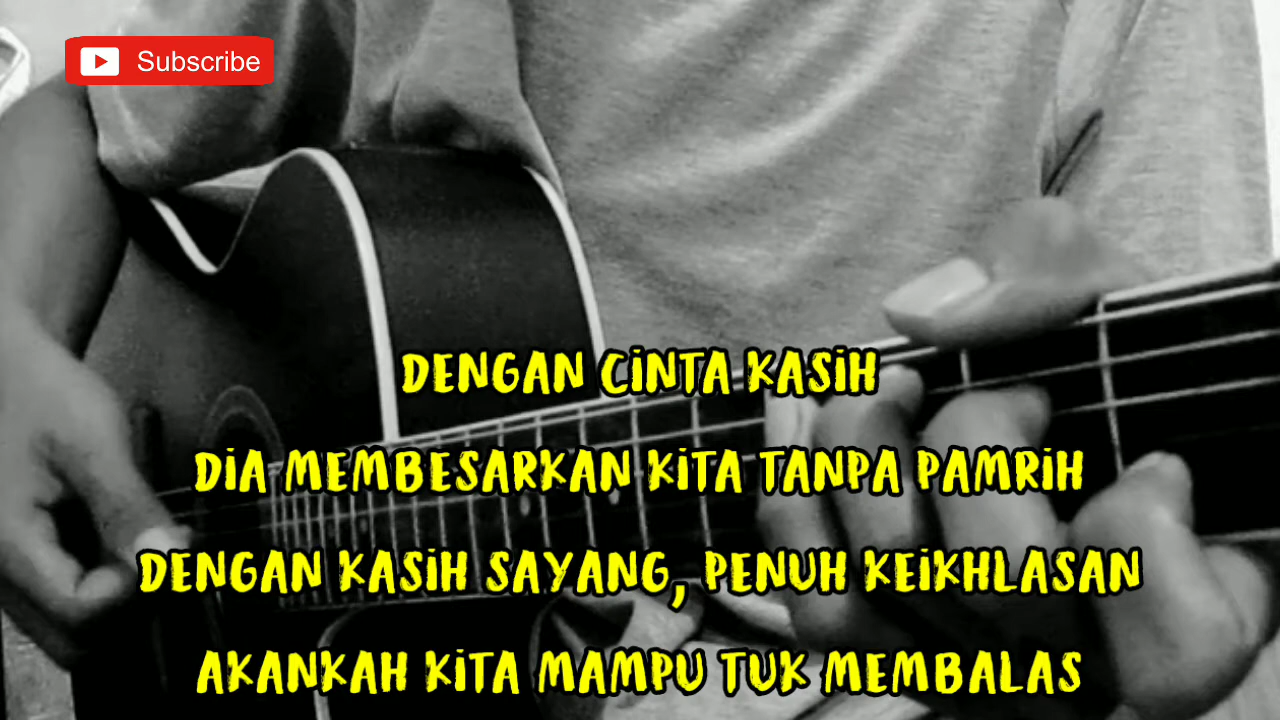 Subscribe
DENGAN CINTA KASIH
DIA MEMBESARKAN KITA TANPA PAMRIH
DENGAN KASIH SAYANG, PENUH KEIKHLASAN
AKANKAH KITA MAMPU TUK MEMBALAS